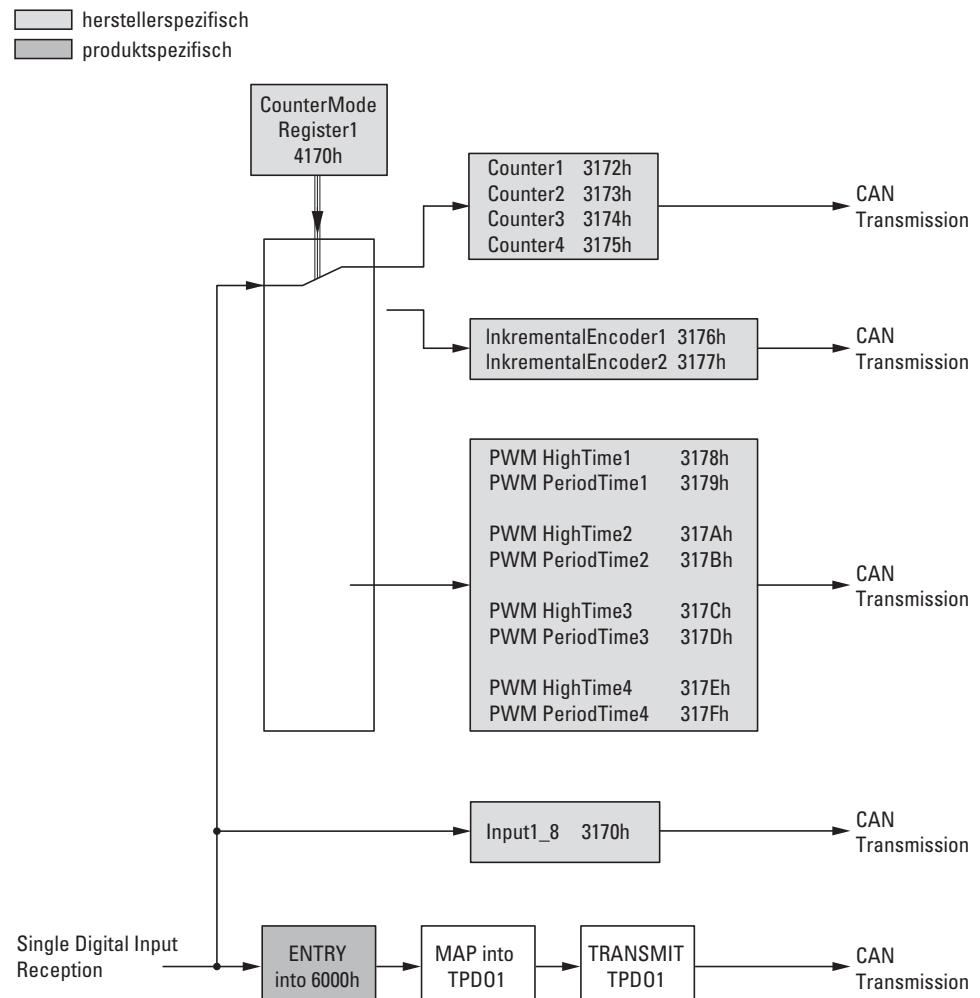 herstellerspezifisch
produktspezifisch
CounterMode
Register1
4170h
Counter1 3172h
Counter2 3173h
Counter3 3174h
Counter4 3175h
CAN
Transmission
InkrementalEncoder1 3176h
InkrementalEncoder2 3177h
CAN
Transmission
PWM HighTime1 3178h
PWM PeriodTime1 3179h
PWM HighTime2 317Ah
PWM PeriodTime2 317Bh
PWM HighTime3 317Ch
PWM PeriodTime3 317Dh
PWM HighTime4 317Eh
PWM PeriodTime4 317Fh
CAN
Transmission
Input1_8 3170h
CAN
Transmission
Single Digital Input
Reception
ENTRY
into 6000h
MAP into
TPDO1
TRANSMIT
TPDO1
CAN
Transmission